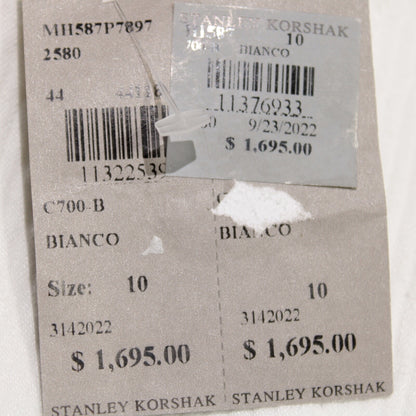 MH587P7897
2580
44
C700-B
BIANCO
Size: 10
3142022
$ 1,695.00
STANLEY KORSHAK
STANLEY KORSHAK
10
BIANCO
11376933
9/23/2022
$ 1,695.00
BIANCO
10
3142022
$ 1,695.00
STANLEY KORSHAK